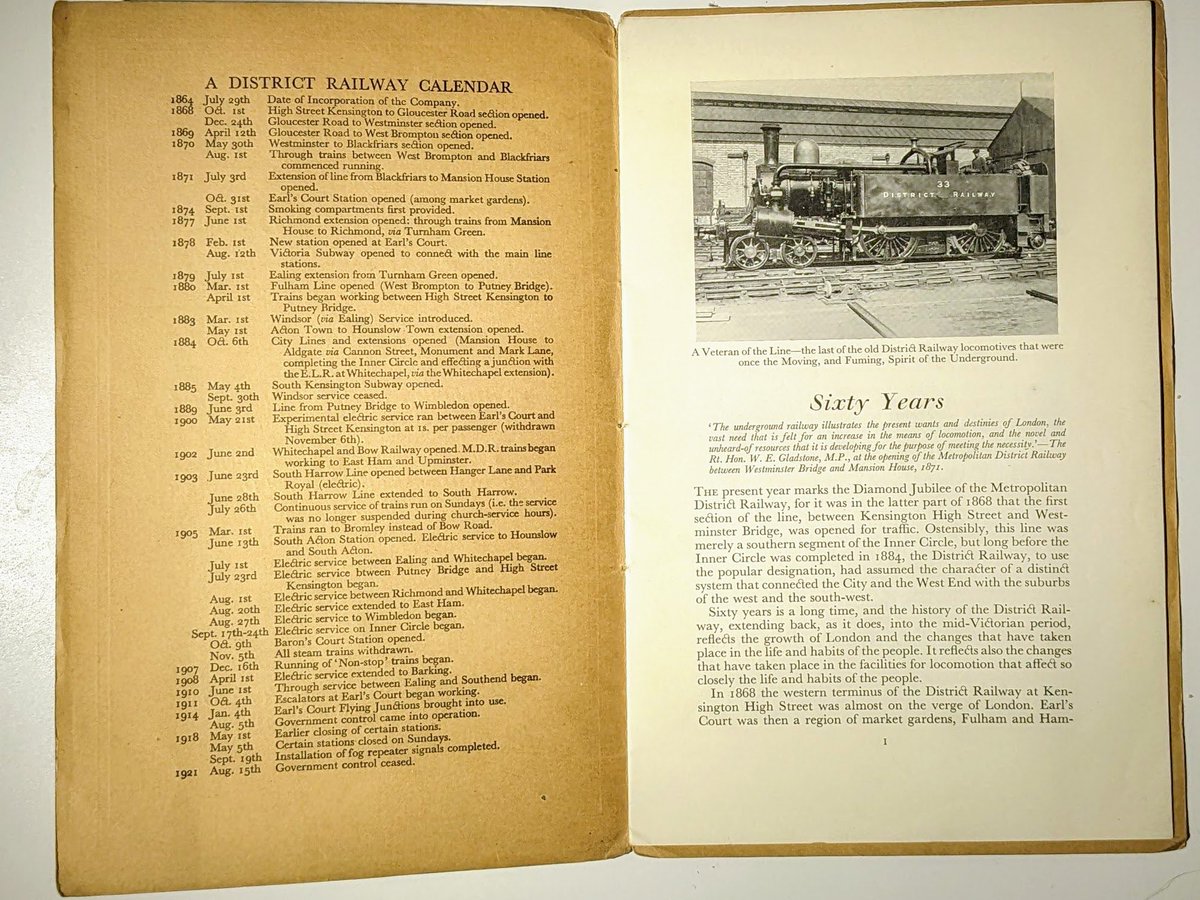 A DISTRICT RAILWAY CALENDAR
1864 July 29th Date of Incorporation of the Company.
1868 Oct. 1st High Street Kensington to Gloucester Road section opened.
Dec. 24th Gloucester Road to Westminster section opened.
1869 April 12th Gloucester Road to West Brompton section opened.
1870 May 30th Westminster to Blackfriars section opened.
Aug. 1st Through trains between West Brompton and Blackfriars
commenced running.
1871 July 3rd Extension of line from Blackfriars to Mansion House Station
opened.
Oct. 31st Earl's Court Station opened (among market gardens).
1874 Sept. 1st Smoking compartments first provided.
1877 June 1st Richmond extension opened: through trains from Mansion
House to Richmond, via Turnham Green.
1878 Feb. 1st New station opened at Earl's Court.
Aug. 12th Victoria Subway opened to connect with the main line
stations.
1879 July 1st Ealing extension from Turnham Green opened.
1880 Mar. 1st Fulham Line opened (West Brompton to Putney Bridge).
April 1st Trains began working between High Street Kensington to
Putney Bridge.
1883 Mar. 1st Windsor (via Ealing) Service introduced.
May 1st Acton Town to Hounslow Town extension opened.
1884 Oct. 6th City Lines and extensions opened (Mansion House to
Aldgate via Cannon Street, Monument and Mark Lane,
completing the Inner Circle and effecting a junction with
the E.L.R. at Whitechapel, via the Whitechapel extension).
1885 May 4th South Kensington Subway opened.
Sept. 30th Windsor service ceased.
1889 June 3rd Line from Putney Bridge to Wimbledon opened.
1900 May 21st Experimental electric service ran between Earl's Court and
High Street Kensington at 1s. per passenger (withdrawn
November 6th).
1902 June 2nd Whitechapel and Bow Railway opened. M.D.R. trains began
working to East Ham and Upminster.
1903 June 23rd South Harrow Line opened between Hanger Lane and Park
Royal (electric).
June 28th South Harrow Line extended to South Harrow.
July 26th Continuous service of trains run on Sundays (i.e. the service
was no longer suspended during church-service hours).
1905 Mar. 1st Trains ran to Bromley instead of Bow Road.
June 13th South Acton Station opened. Electric service to Hounslow
and South Acton.
July 1st Electric service between Ealing and Whitechapel began.
July 23rd Electric service btween Putney Bridge and High Street
Kensington began.
Aug. 1st Electric service between Richmond and Whitechapel began.
Aug. 20th Electric service extended to East Ham.
Aug. 27th Electric service to Wimbledon began.
Sept. 17th-24th Electric service on Inner Circle began.
Oct. 9th Baron's Court Station opened.
Nov. 5th All steam trains withdrawn.
1907 Dec. 16th Running of 'Non-stop' trains began.
1908 April 1st Electric service extended to Barking.
1910 June 1st Through service between Ealing and Southend began.
1911 Oct. 4th Escalators at Earl's Court began working.
1914 Jan. 4th Earl's Court Flying Junctions brought into use.
Aug. 5th Government control came into operation.
1918 May 1st Earlier closing of certain stations.
May 5th Certain stations closed on Sundays.
Sept. 19th Installation of fog repeater signals completed.
1921 Aug. 15th Government control ceased.
33
DISTRICT RAILWAY
A Veteran of the Line—the last of the old District Railway locomotives that were
once the Moving, and Fuming, Spirit of the Underground.
Sixty Years
'The underground railway illustrates the present wants and destinies of London, the
vast need that is felt for an increase in the means of locomotion, and the novel and
unheard-of resources that it is developing for the purpose of meeting the necessity.'—The
Rt. Hon. W. E. Gladstone, M.P., at the opening of the Metropolitan District Railway
between Westminster Bridge and Mansion House, 1871.
THE present year marks the Diamond Jubilee of the Metropolitan
District Railway, for it was in the latter part of 1868 that the first
section of the line, between Kensington High Street and West-
minster Bridge, was opened for traffic. Ostensibly, this line was
merely a southern segment of the Inner Circle, but long before the
Inner Circle was completed in 1884, the District Railway, to use
the popular designation, had assumed the character of a distinct
system that connected the City and the West End with the suburbs
of the west and the south-west.
Sixty years is a long time, and the history of the District Rail-
way, extending back, as it does, into the mid-Victorian period,
reflects the growth of London and the changes that have taken
place in the life and habits of the people. It reflects also the changes
that have taken place in the facilities for locomotion that affect so
closely the life and habits of the people.
In 1868 the western terminus of the District Railway at Ken-
sington High Street was almost on the verge of London. Earl's
Court was then a region of market gardens, Fulham and Ham-
1